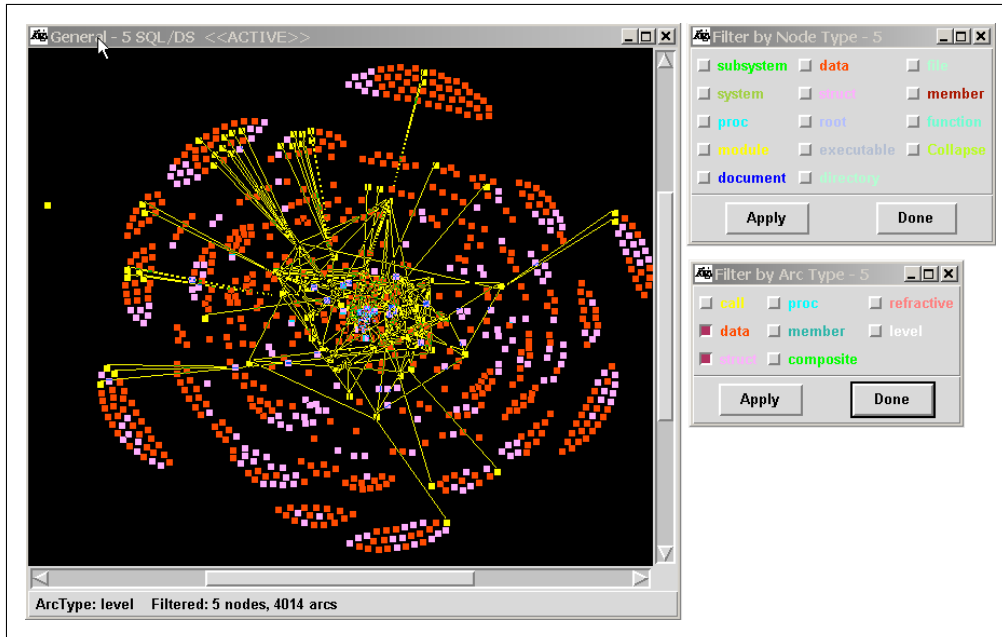 General - 5 SQL/DS <<ACTIVE>>
ArcType: level Filtered: 5 nodes, 4014 arcs
Filter by Node Type - 5
subsystem data file
system struct member
proc root function
module executable Collapse
document directory
Apply Done
Filter by Arc Type - 5
call proc refractive
data member level
struct composite
Apply Done